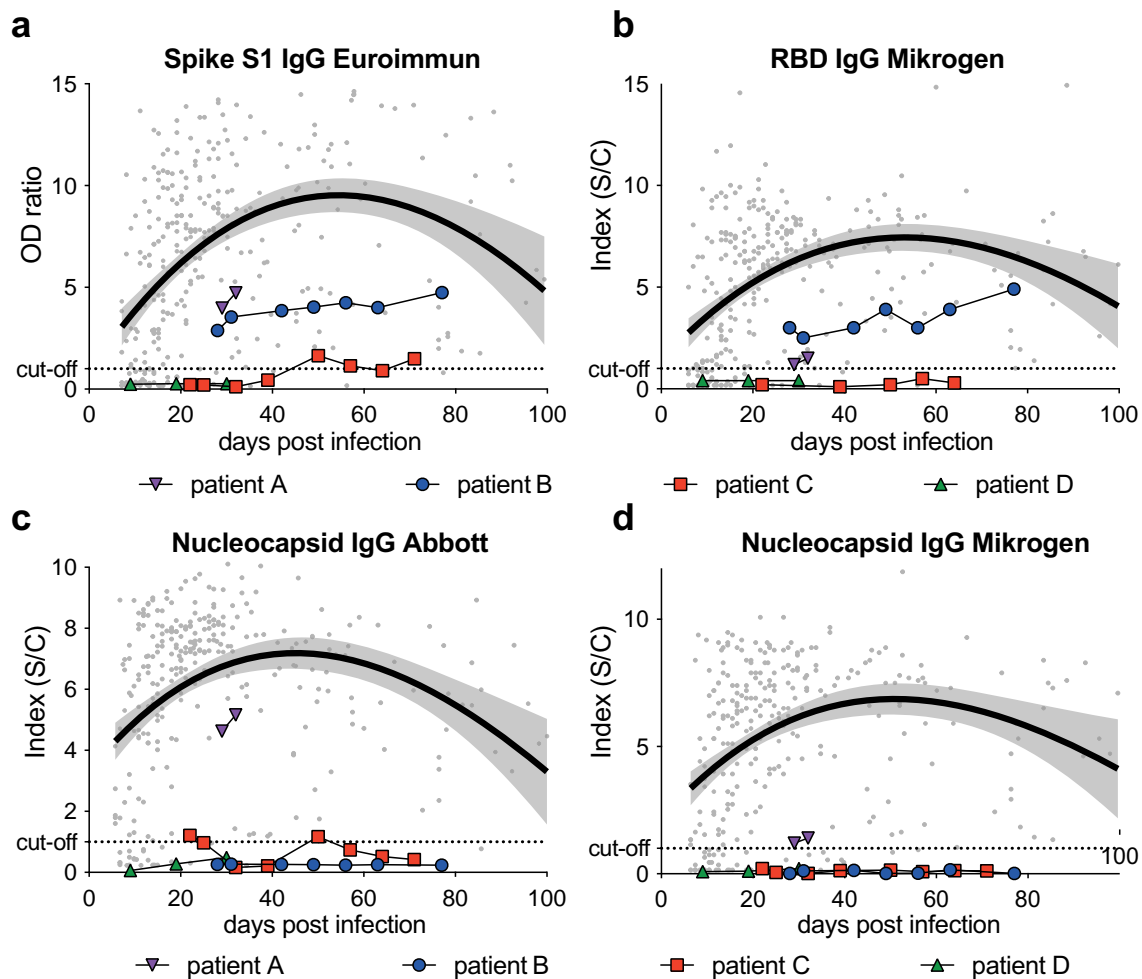 a
Spike S1 IgG Euroimmun
15
10
5
cut-off
0
OD ratio
0 20 40 60 80 100
days post infection
b
RBD IgG Mikrogen
15
10
5
cut-off
0
Index (S/C)
0 20 40 60 80 100
days post infection
patient A patient B patient C patient D
c
Nucleocapsid IgG Abbott
10
8
6
4
2
cut-off
0
Index (S/C)
0 20 40 60 80 100
days post infection
d
Nucleocapsid IgG Mikrogen
10
5
cut-off
0
Index (S/C)
100
0 20 40 60 80
days post infection
patient A patient B patient C patient D